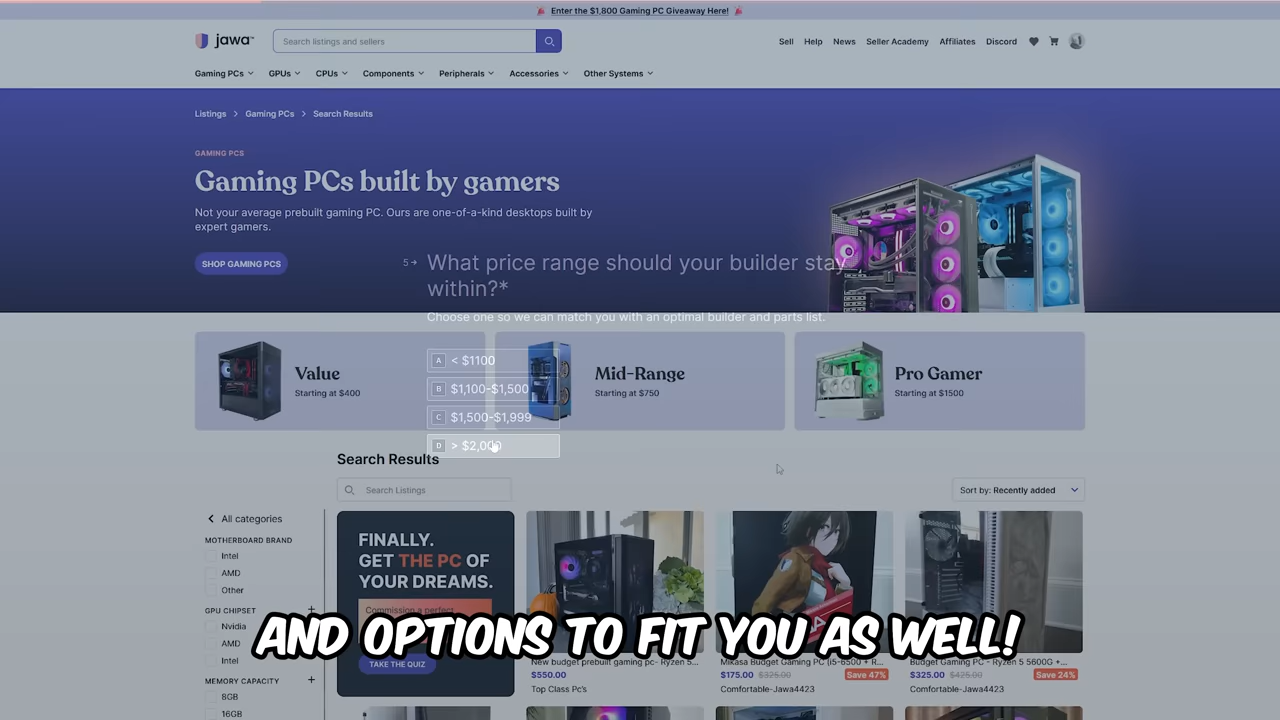 🎉 Enter the $1,800 Gaming PC Giveaway Here! 🎉
jawa™
Search listings and sellers
Sell Help News Seller Academy Affiliates Discord
Gaming PCs GPUs CPUs Components Peripherals Accessories Other Systems
Listings > Gaming PCs > Search Results
GAMING PCS
Gaming PCs built by gamers
Not your average prebuilt gaming PC. Ours are one-of-a-kind desktops built by
expert gamers.
SHOP GAMING PCS
5→ What price range should your builder stay
within?*
Choose one so we can match you with an optimal builder and parts list.
A < $1100
B $1,100-$1,500
C $1,500-$1,999
D > $2,000
Value
Starting at $400
Mid-Range
Starting at $750
Pro Gamer
Starting at $1500
Search Results
Search Listings
Sort by: Recently added
All categories
MOTHERBOARD BRAND
Intel
AMD
Other
GPU CHIPSET +
Nvidia
AMD
Intel
MEMORY CAPACITY +
8GB
16GB
FINALLY.
GET THE PC OF
YOUR DREAMS.
Commission a perfect
TAKE THE QUIZ
New budget prebuilt gaming pc- Ryzen 5...
$550.00
Top Class Pc's
Mikasa Budget Gaming PC (i5-6500 + R...
$175.00 $325.00 Save 47%
Comfortable-Jawa4423
Budget Gaming PC - Ryzen 5 5600G +...
$325.00 $425.00 Save 24%
Comfortable-Jawa4423
AND OPTIONS TO FIT YOU AS WELL!